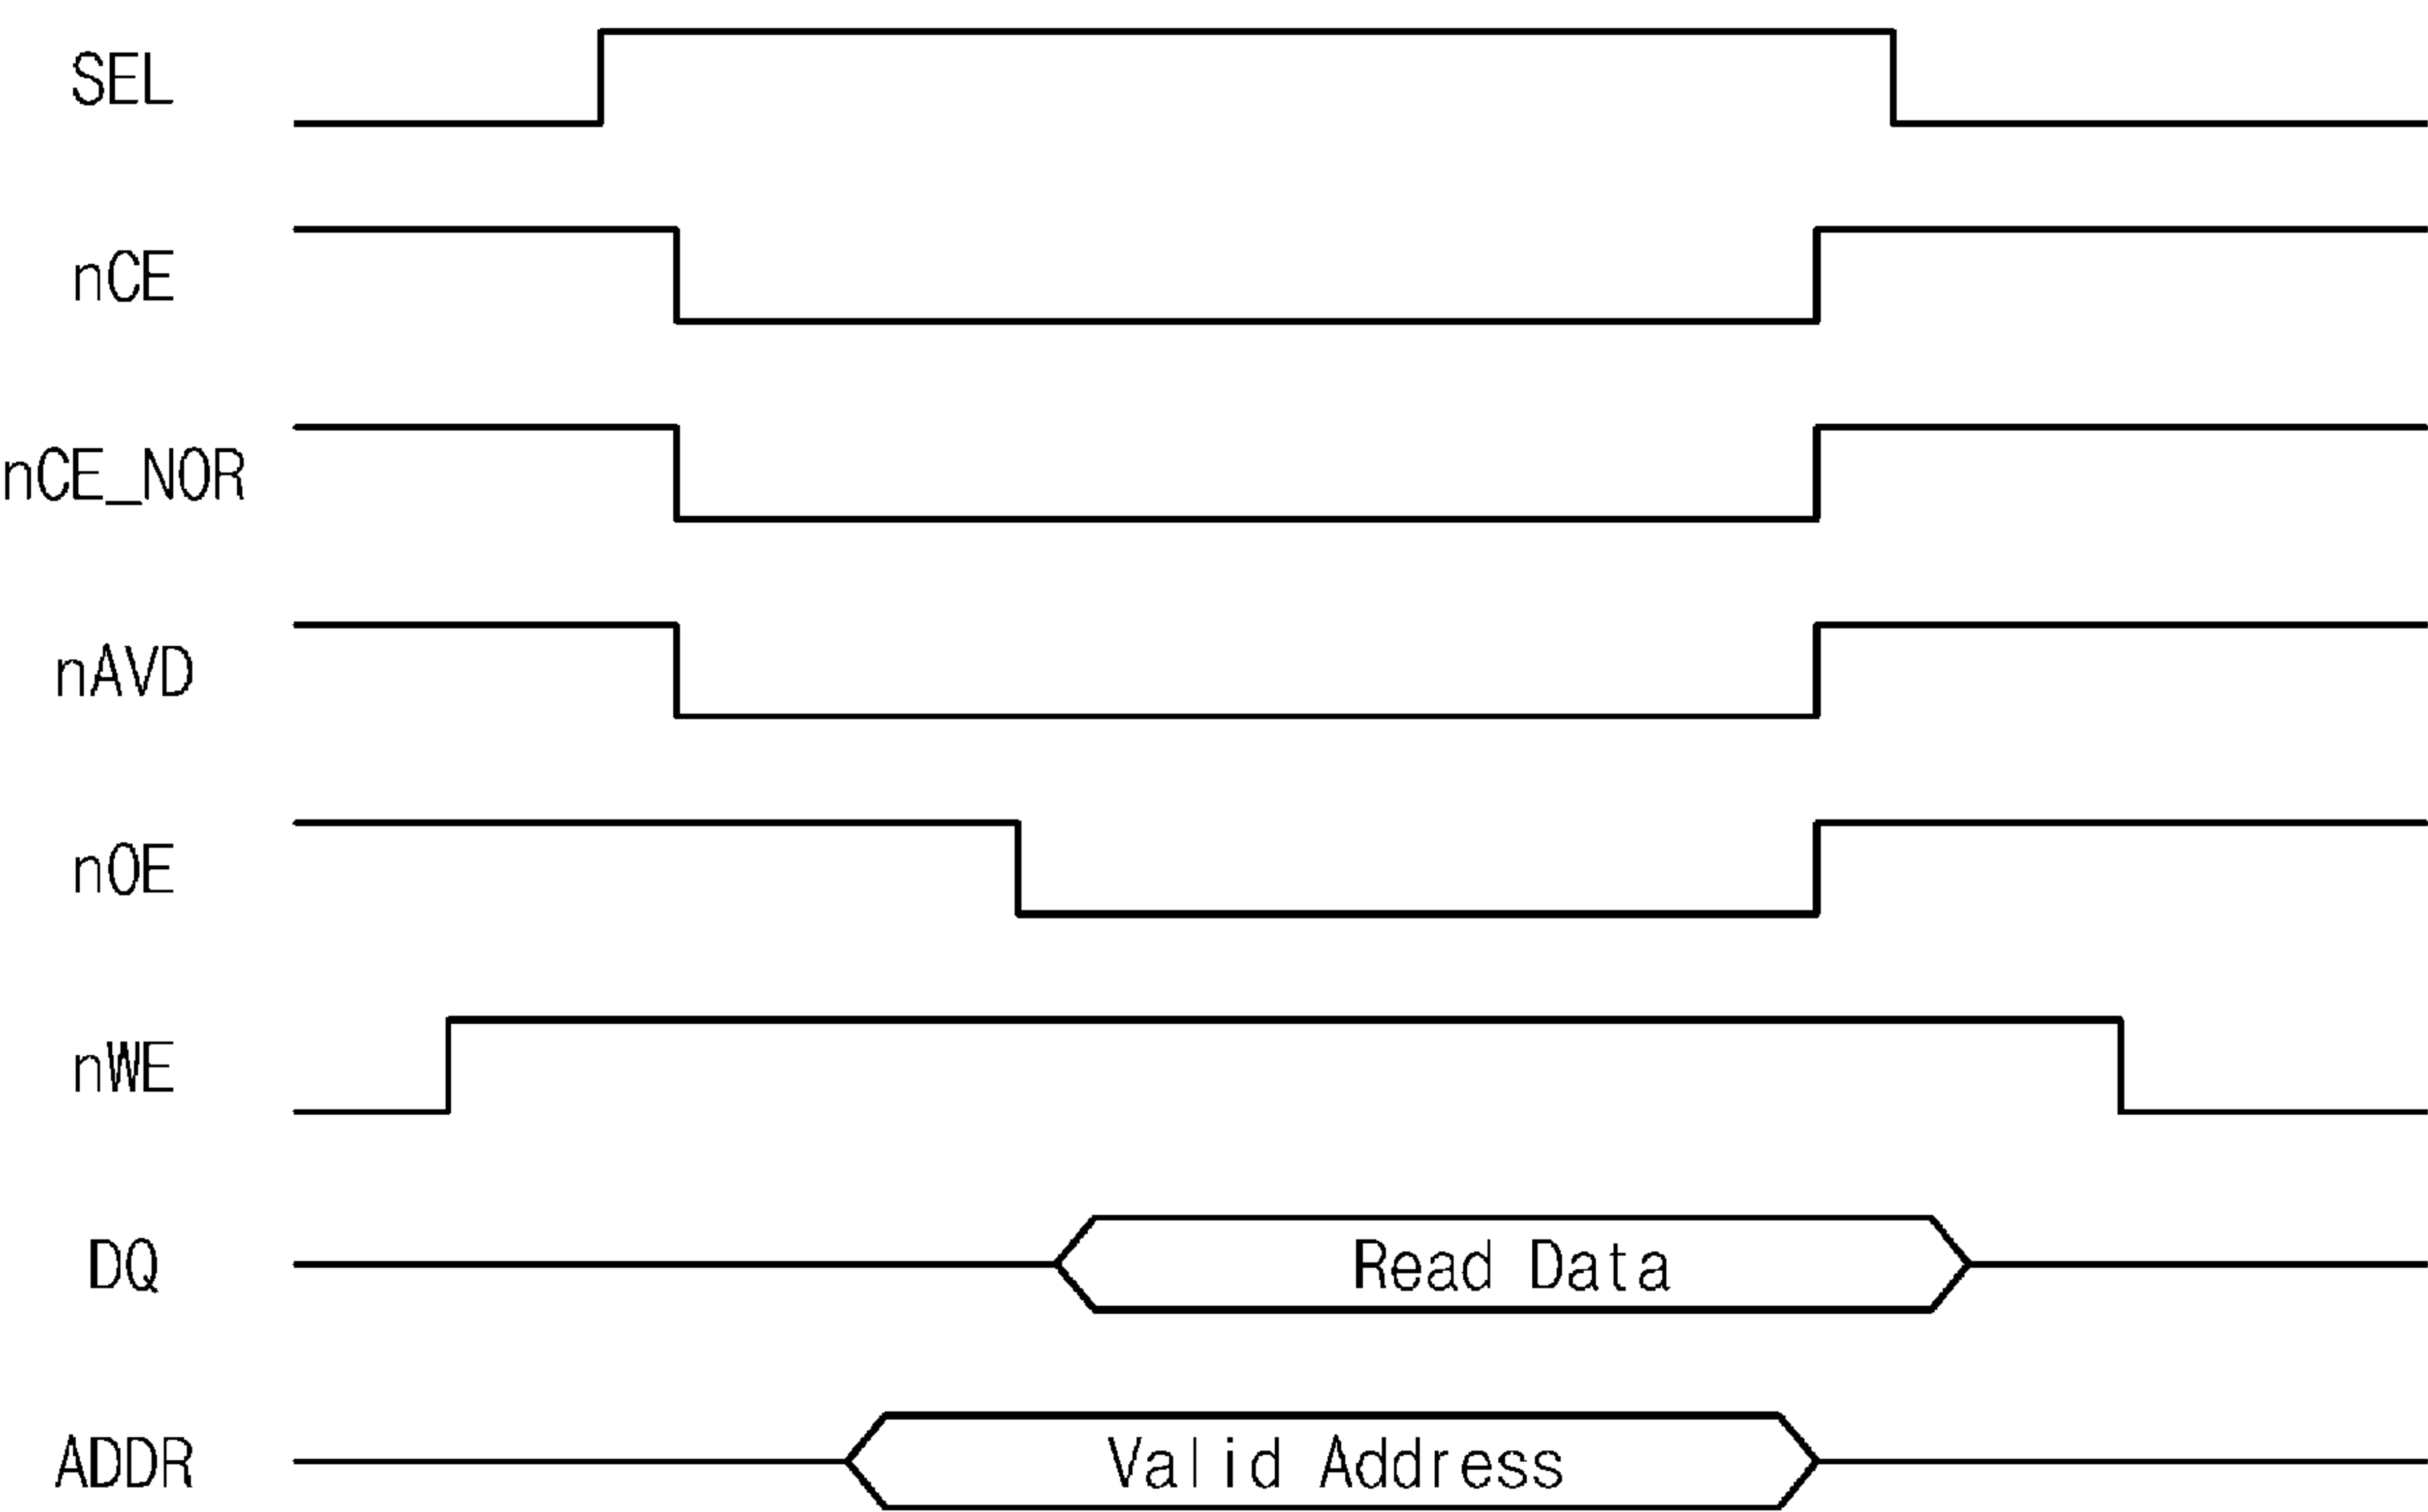 SEL
nCE
nCE_NOR
nAVD
nOE
nWE
DQ
Read Data
ADDR
Valid Address